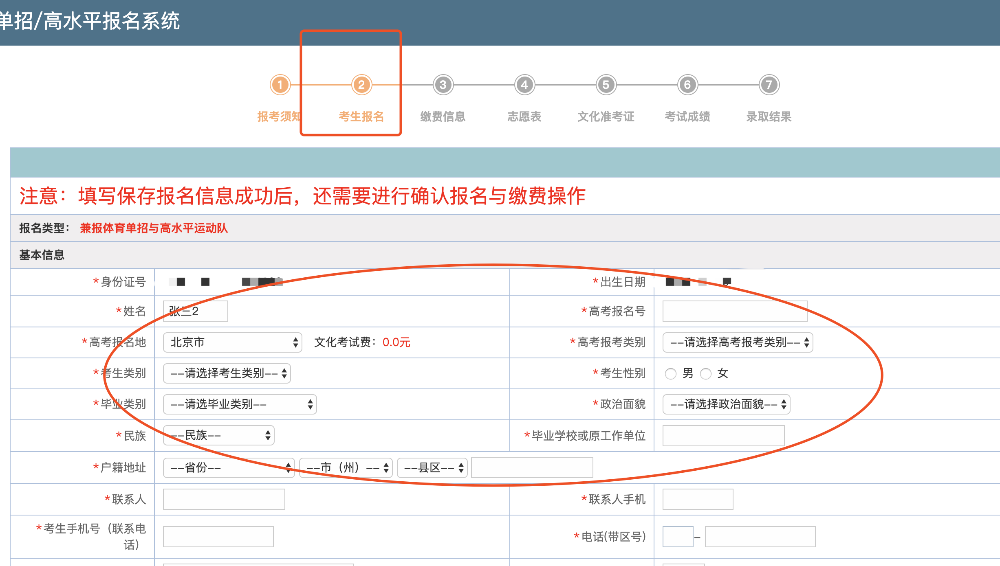 单招/高水平报名系统
1 2 3 4 5 6 7
报考须知 考生报名 缴费信息 志愿表 文化准考证 考试成绩 录取结果
注意：填写保存报名信息成功后，还需要进行确认报名与缴费操作
报名类型： 兼报体育单招与高水平运动队
基本信息
*身份证号 *出生日期
*姓名 张三2 *高考报名号
*高考报名地 北京市 文化考试费：0.0元 *高考报考类别 --请选择高考报考类别--
*考生类别 --请选择考生类别-- *考生性别 男 女
*毕业类别 --请选毕业类别-- *政治面貌 --请选择政治面貌--
*民族 --民族-- *毕业学校或原工作单位
*户籍地址 --省份-- --市（州）-- --县区--
*联系人 *联系人手机
*考生手机号（联系电
话） *电话(带区号) -